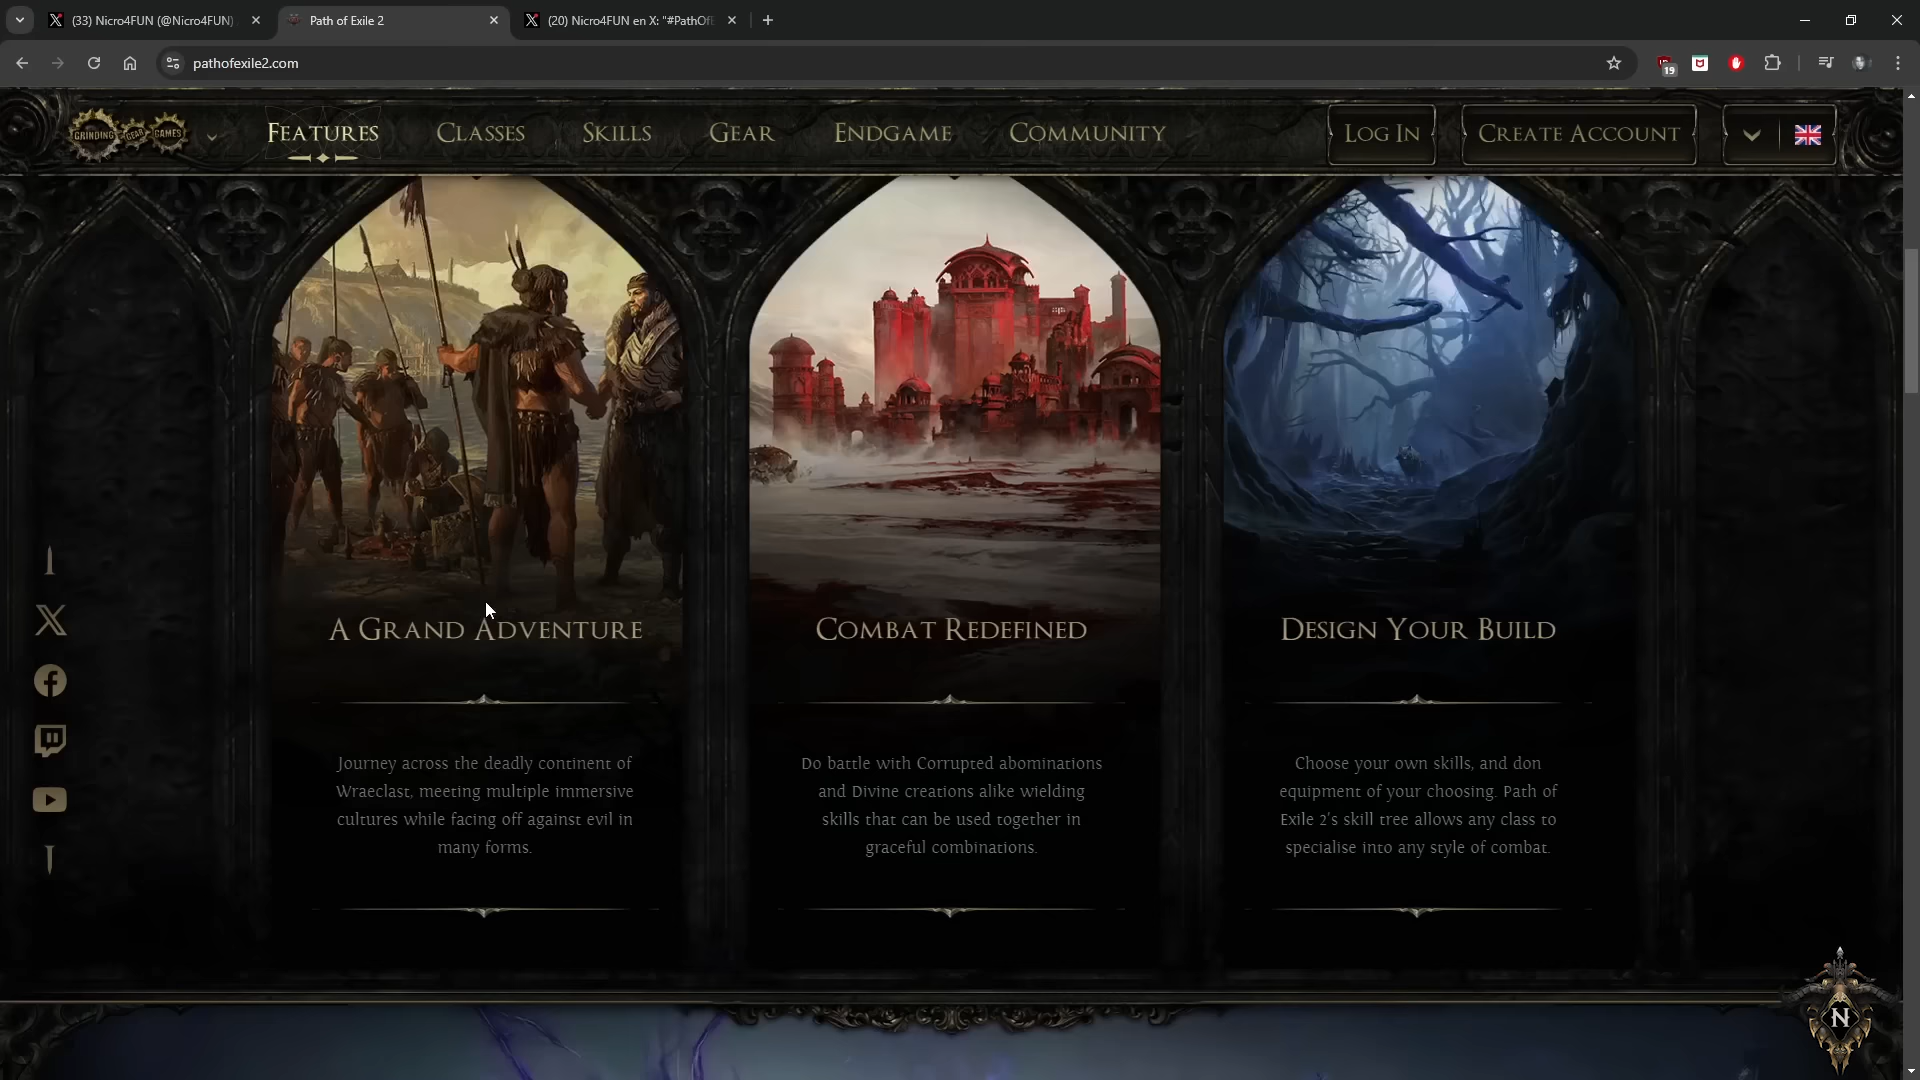 (33) Nicro4FUN (@Nicro4FUN)
Path of Exile 2
(20) Nicro4FUN en X: "#PathOfE
pathofexile2.com
19
GRINDING GEAR GAMES
Features
Classes
Skills
Gear
Endgame
Community
Log In
Create Account
A Grand Adventure
Journey across the deadly continent of
Wraeclast, meeting multiple immersive
cultures while facing off against evil in
many forms.
Combat Redefined
Do battle with Corrupted abominations
and Divine creations alike wielding
skills that can be used together in
graceful combinations.
Design Your Build
Choose your own skills, and don
equipment of your choosing. Path of
Exile 2's skill tree allows any class to
specialise into any style of combat.
N